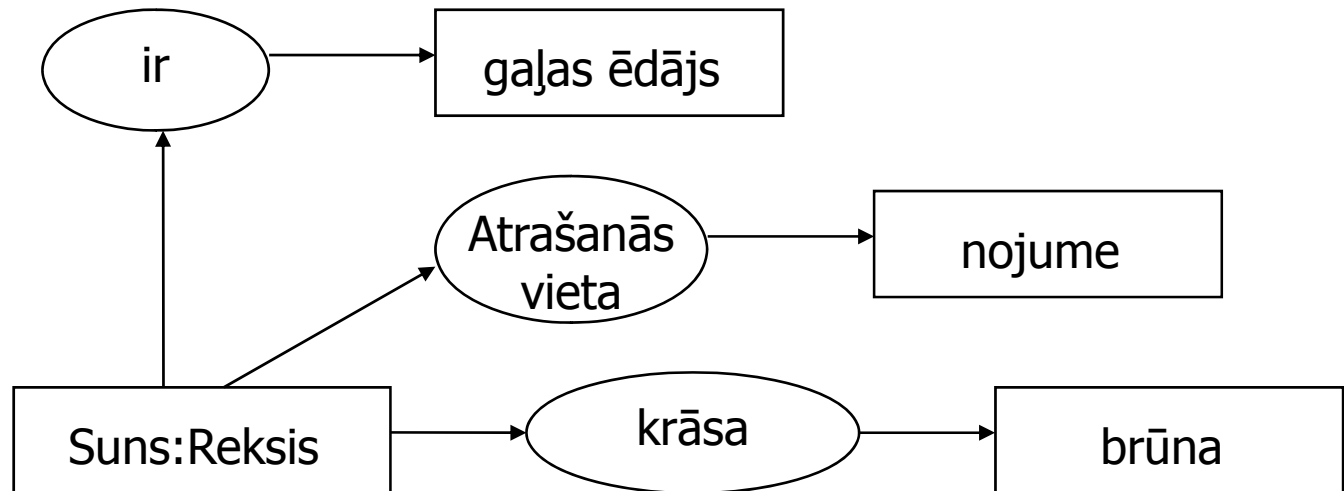 ir
gaļas ēdājs
Atrašanās
vieta
nojume
Suns:Reksis
krāsa
brūna